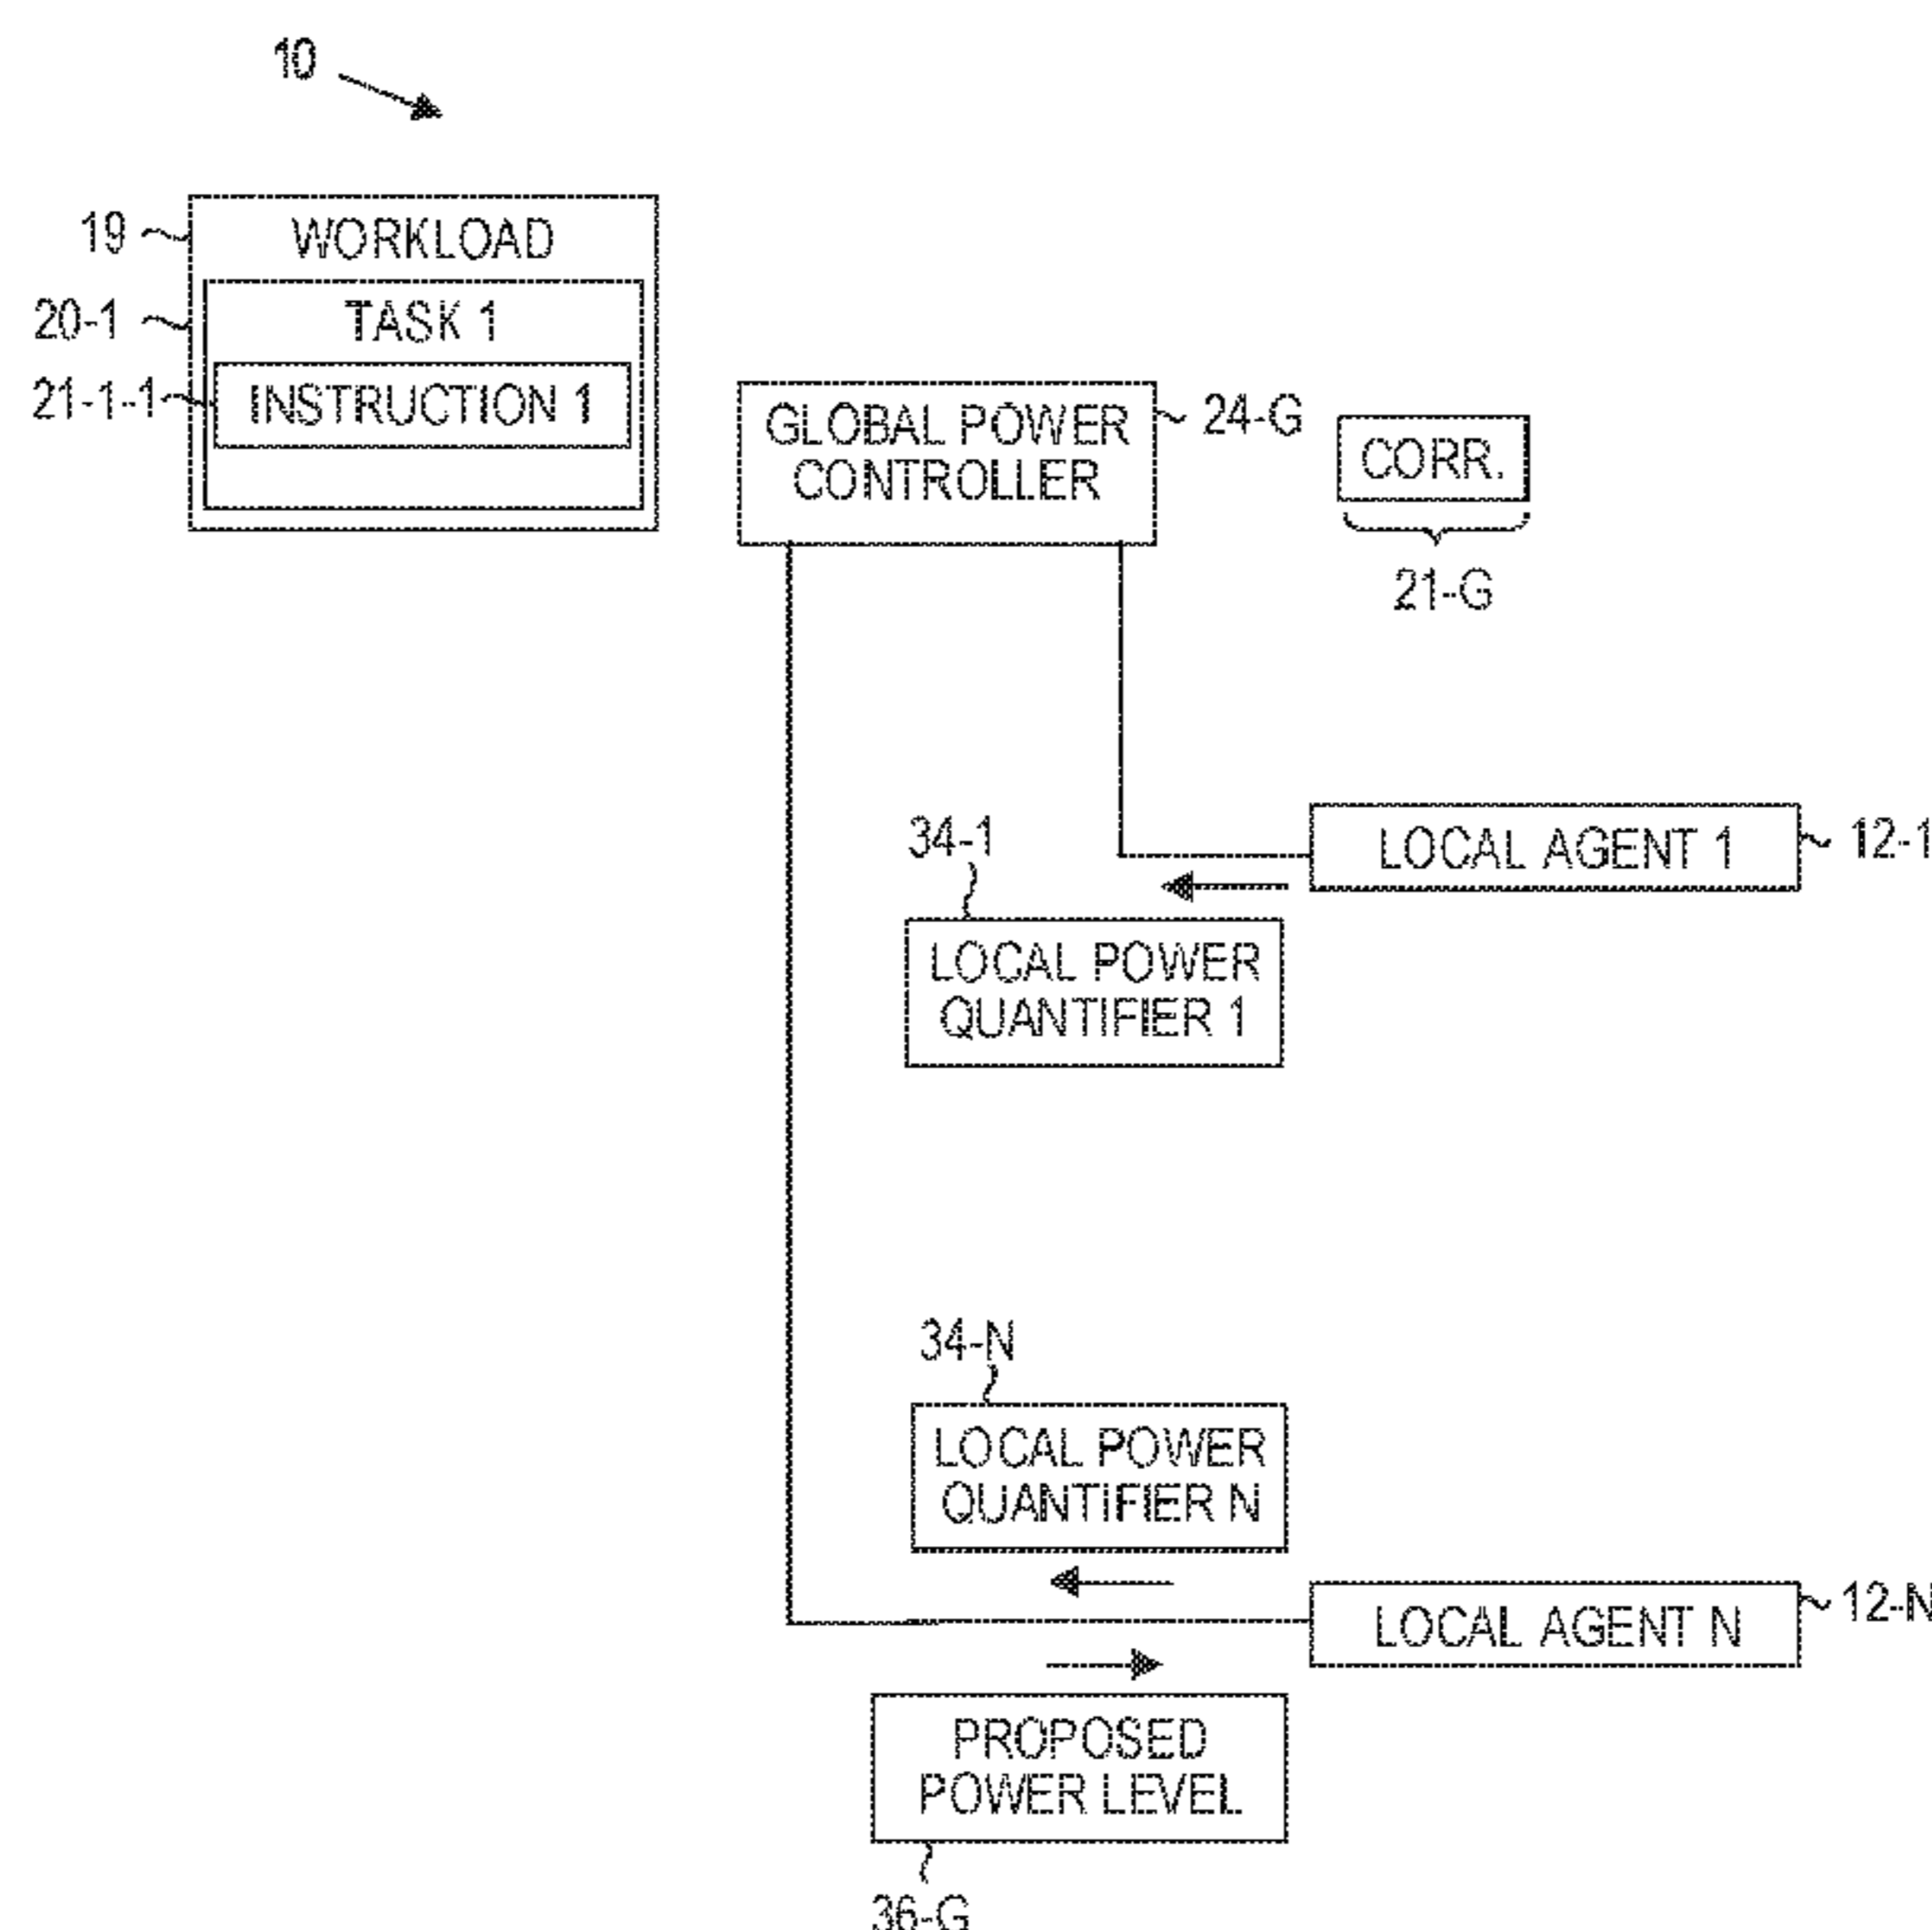 10
19
WORKLOAD
20-1
TASK 1
21-1-1
INSTRUCTION 1
GLOBAL POWER
CONTROLLER
24-G
CORR.
21-G
LOCAL AGENT 1
12-1
34-1
LOCAL POWER
QUANTIFIER 1
34-N
LOCAL POWER
QUANTIFIER N
LOCAL AGENT N
12-N
PROPOSED
POWER LEVEL
36-G